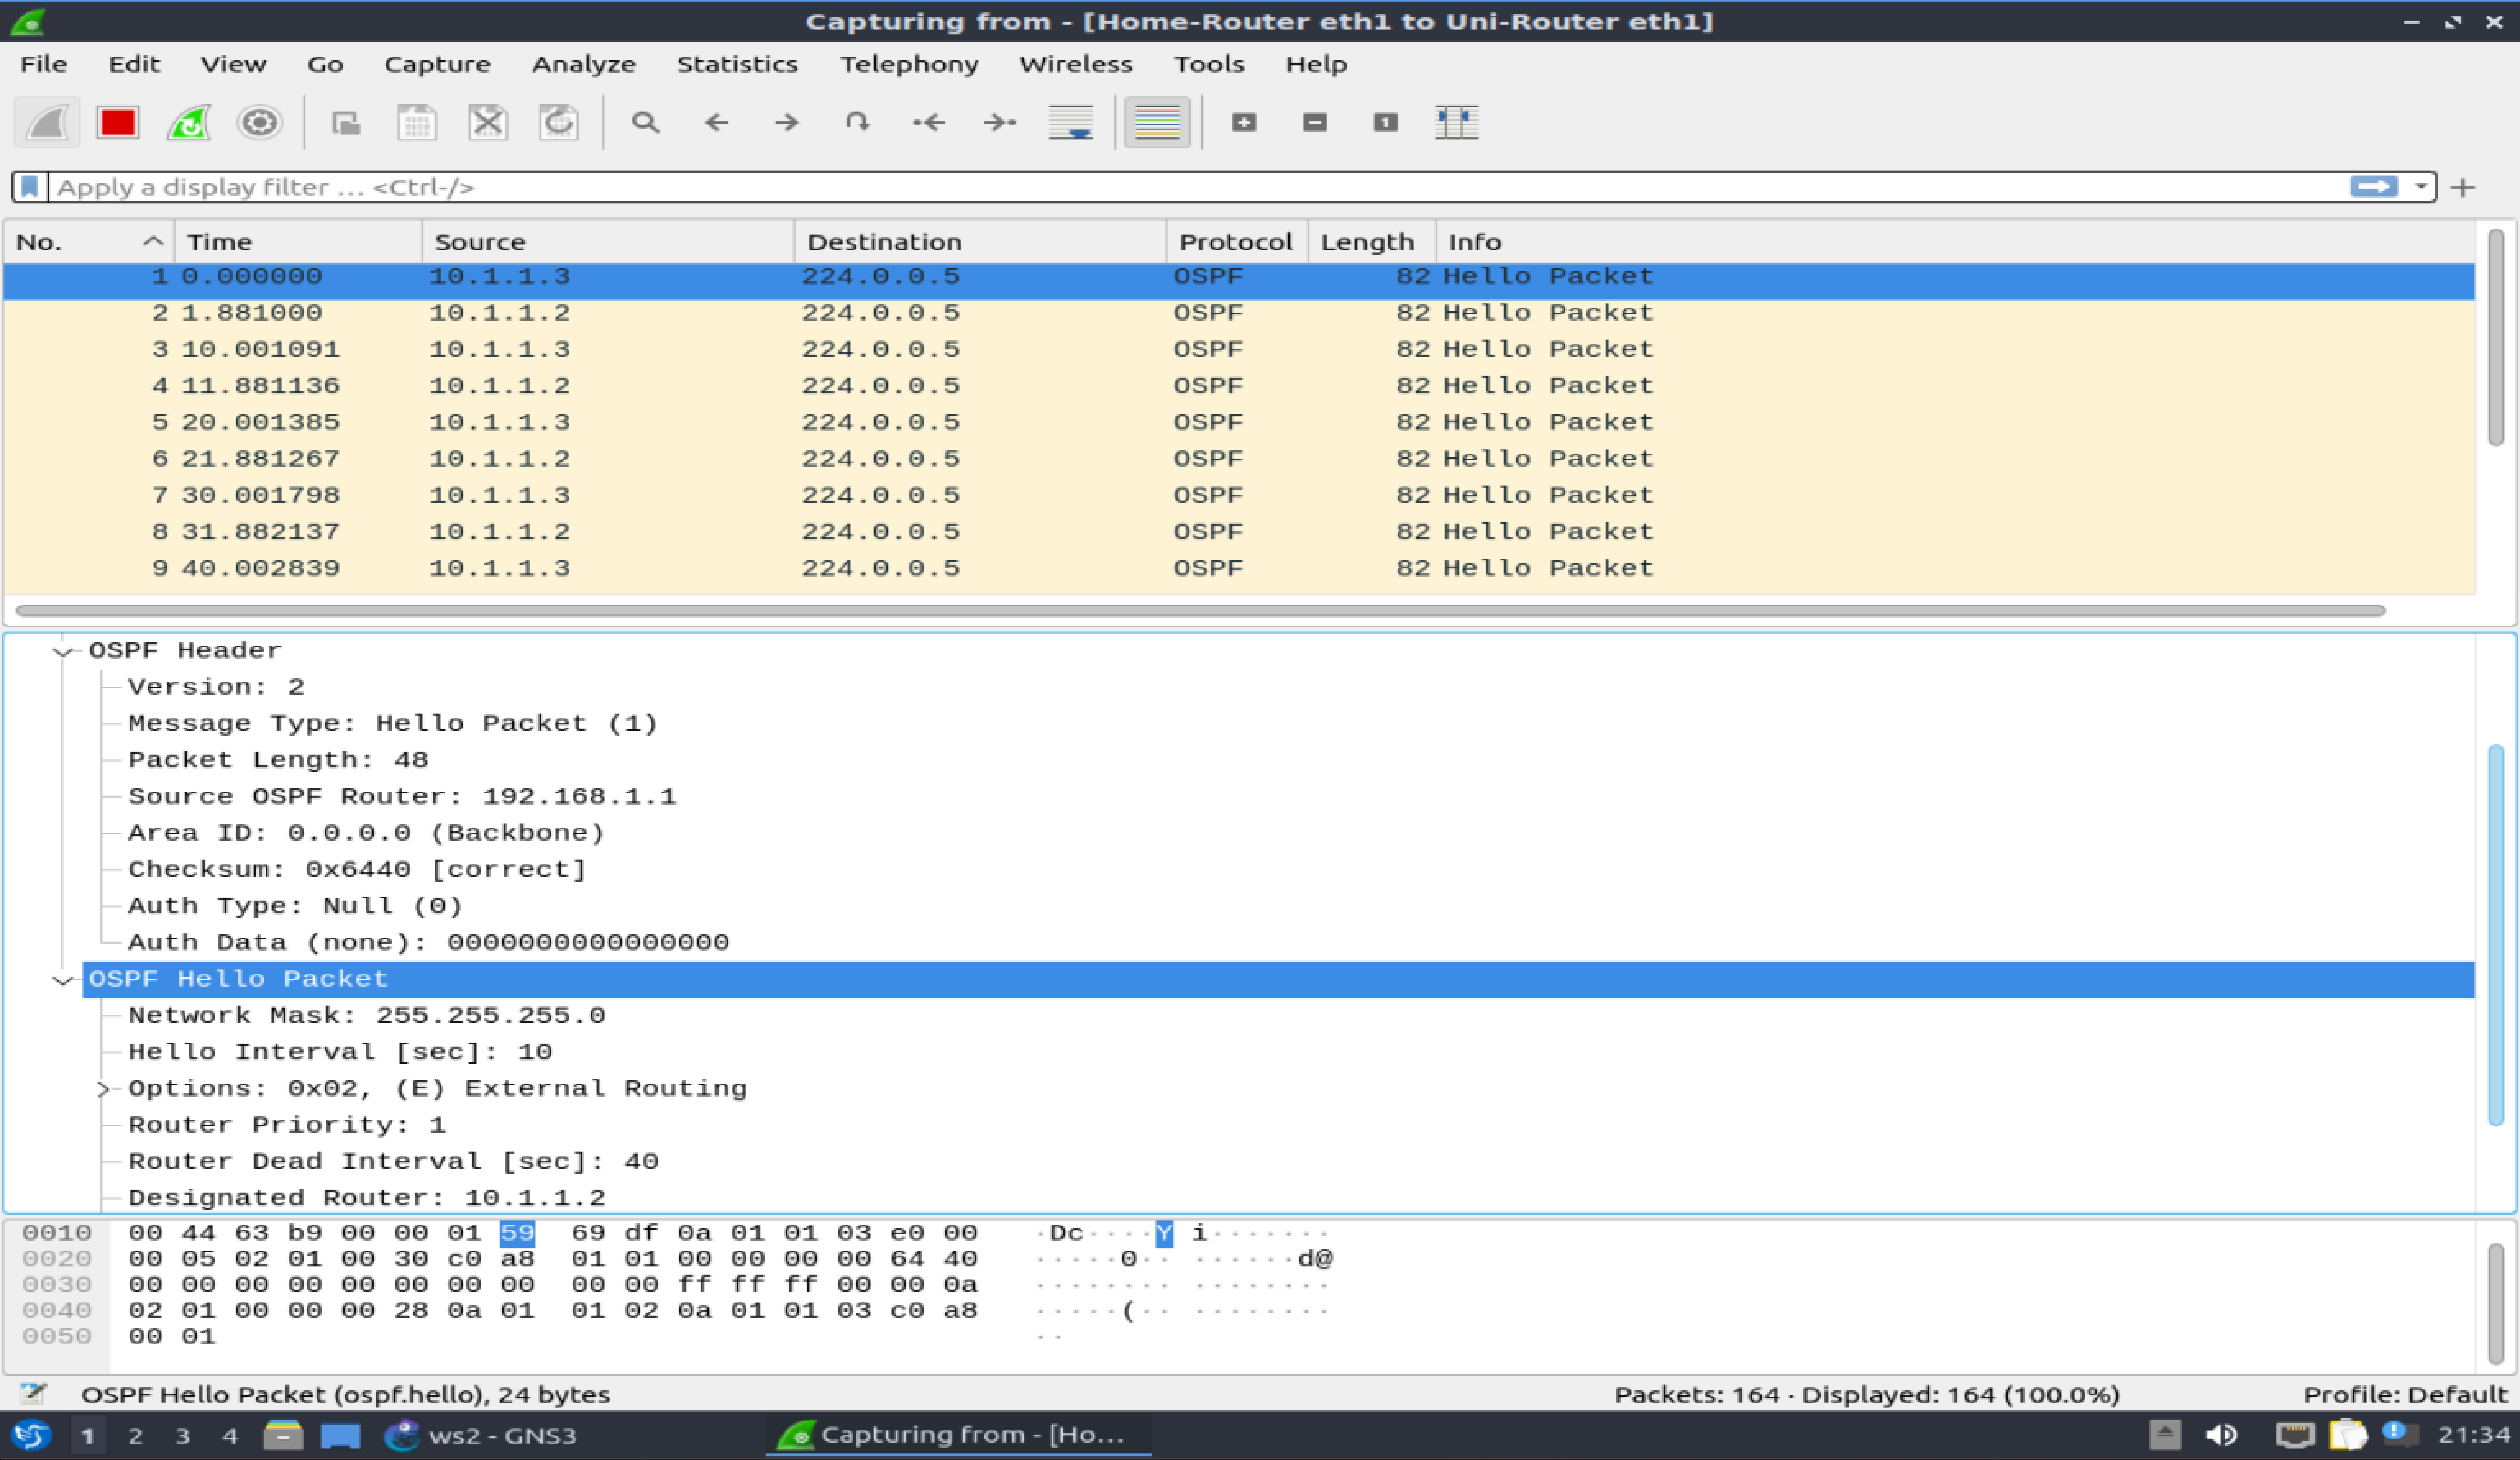 Capturing from - [Home-Router eth1 to Uni-Router eth1]
File Edit View Go Capture Analyze Statistics Telephony Wireless Tools Help
Apply a display filter ... <Ctrl-/>
No. Time Source Destination Protocol Length Info
1 0.000000 10.1.1.3 224.0.0.5 OSPF 82 Hello Packet
2 1.881000 10.1.1.2 224.0.0.5 OSPF 82 Hello Packet
3 10.001091 10.1.1.3 224.0.0.5 OSPF 82 Hello Packet
4 11.881136 10.1.1.2 224.0.0.5 OSPF 82 Hello Packet
5 20.001385 10.1.1.3 224.0.0.5 OSPF 82 Hello Packet
6 21.881267 10.1.1.2 224.0.0.5 OSPF 82 Hello Packet
7 30.001798 10.1.1.3 224.0.0.5 OSPF 82 Hello Packet
8 31.882137 10.1.1.2 224.0.0.5 OSPF 82 Hello Packet
9 40.002839 10.1.1.3 224.0.0.5 OSPF 82 Hello Packet
OSPF Header
Version: 2
Message Type: Hello Packet (1)
Packet Length: 48
Source OSPF Router: 192.168.1.1
Area ID: 0.0.0.0 (Backbone)
Checksum: 0x6440 [correct]
Auth Type: Null (0)
Auth Data (none): 0000000000000000
OSPF Hello Packet
Network Mask: 255.255.255.0
Hello Interval [sec]: 10
Options: 0x02, (E) External Routing
Router Priority: 1
Router Dead Interval [sec]: 40
Designated Router: 10.1.1.2
0010 00 44 63 b9 00 00 01 59 69 df 0a 01 01 03 e0 00 ·Dc····Y i·······
0020 00 05 02 01 00 30 c0 a8 01 01 00 00 00 00 64 40 ·····0·· ······d@
0030 00 00 00 00 00 00 00 00 00 00 ff ff ff 00 00 0a ········ ········
0040 02 01 00 00 00 28 0a 01 01 02 0a 01 01 03 c0 a8 ·····(·· ········
0050 00 01 ··
OSPF Hello Packet (ospf.hello), 24 bytes Packets: 164 · Displayed: 164 (100.0%) Profile: Default
1 2 3 4 ws2 - GNS3 Capturing from - [Ho... 21:34